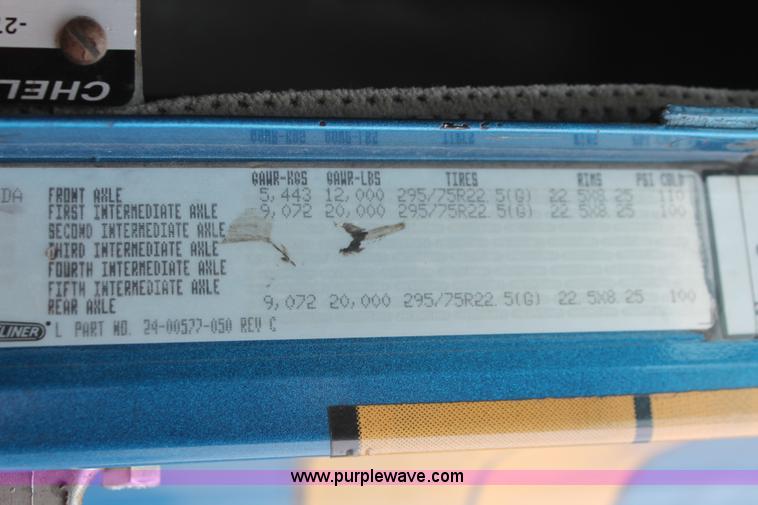 -2
CHEL
GAWR-KGS GAWR-LBS TIRES RIMS PSI COLD
DA FRONT AXLE 5,443 12,000 295/75R22.5(G) 22.5X8.25 110
FIRST INTERMEDIATE AXLE 9,072 20,000 295/75R22.5(G) 22.5X8.25 100
SECOND INTERMEDIATE AXLE
THIRD INTERMEDIATE AXLE
FOURTH INTERMEDIATE AXLE
FIFTH INTERMEDIATE AXLE
REAR AXLE 9,072 20,000 295/75R22.5(G) 22.5X8.25 100
LINER L PART NO. 24-00577-050 REV C
www.purplewave.com